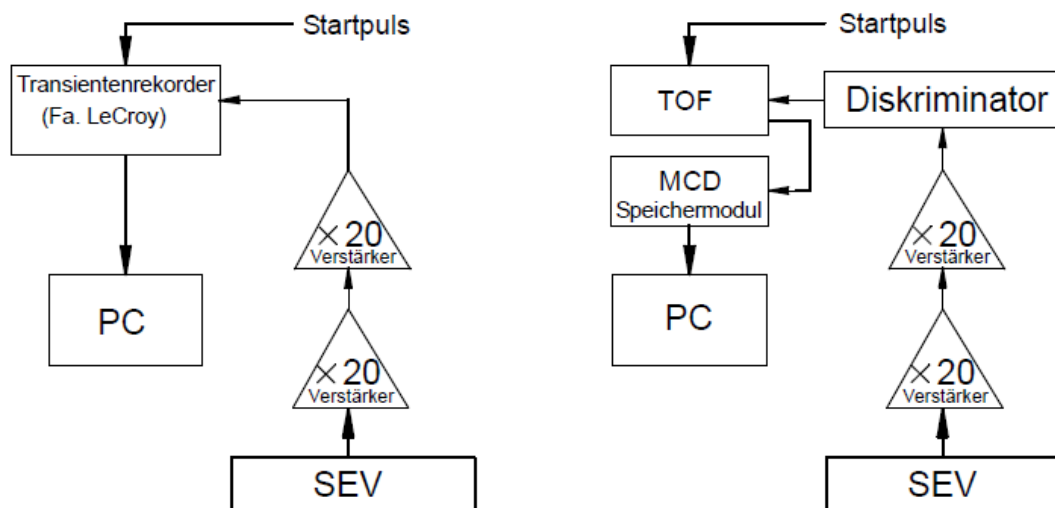 Startpuls
Transientenrekorder
(Fa. LeCroy)
× 20
Verstärker
PC
× 20
Verstärker
SEV
Startpuls
TOF
Diskriminator
MCD
Speichermodul
× 20
Verstärker
PC
× 20
Verstärker
SEV